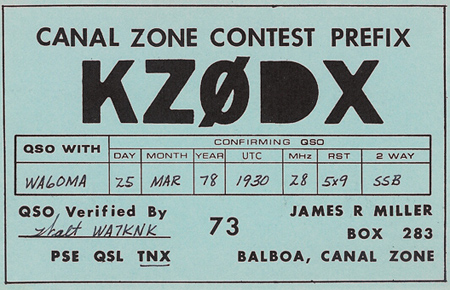 CANAL ZONE CONTEST PREFIX
KZØDX
CONFIRMING QSO
QSO WITH DAY MONTH YEAR UTC MHz RST 2 WAY
WA6OMA 25 MAR 78 1930 28 5x9 SSB
QSO Verified By
Walt WA7KNK
73
JAMES R MILLER
BOX 283
PSE QSL TNX
BALBOA, CANAL ZONE